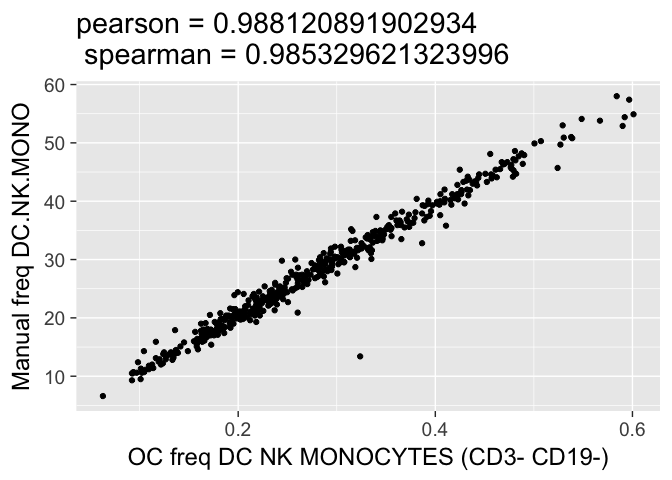 pearson = 0.988120891902934
spearman = 0.985329621323996
60
50
40
30
20
10
Manual freq DC.NK.MONO
0.2
0.4
0.6
OC freq DC NK MONOCYTES (CD3- CD19-)